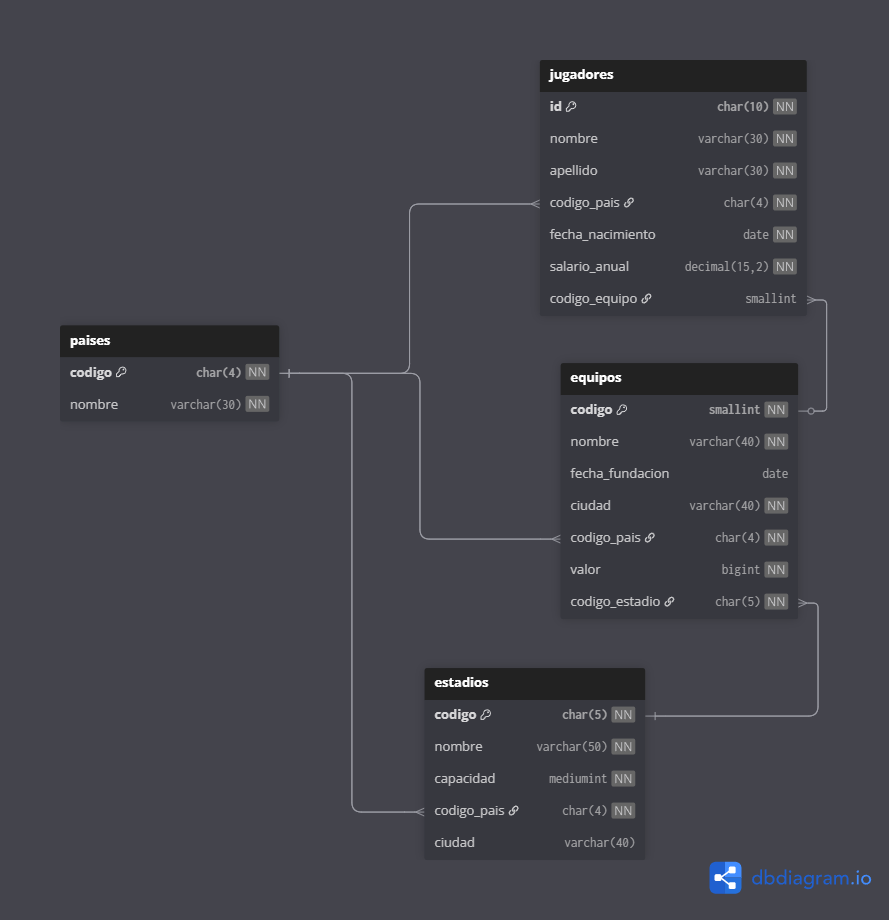 jugadores
id char(10) NN
nombre varchar(30) NN
apellido varchar(30) NN
codigo_pais char(4) NN
fecha_nacimiento date NN
salario_anual decimal(15,2) NN
codigo_equipo smallint
paises
codigo char(4) NN
nombre varchar(30) NN
equipos
codigo smallint NN
nombre varchar(40) NN
fecha_fundacion date
ciudad varchar(40) NN
codigo_pais char(4) NN
valor bigint NN
codigo_estadio char(5) NN
estadios
codigo char(5) NN
nombre varchar(50) NN
capacidad mediumint NN
codigo_pais char(4) NN
ciudad varchar(40)
dbdiagram.io